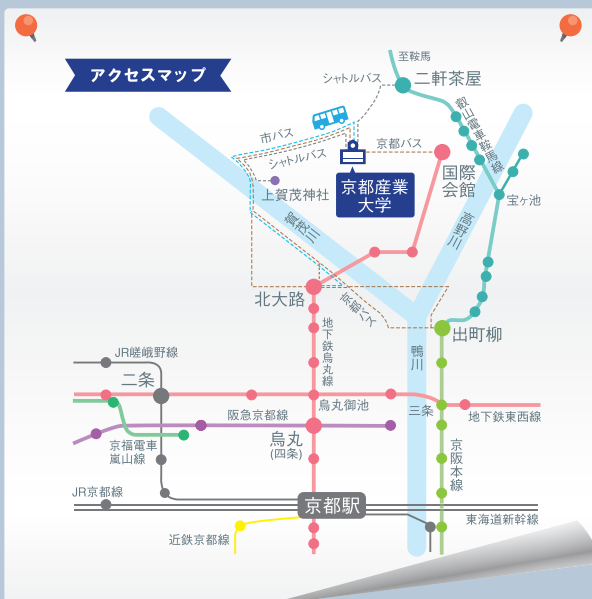 アクセスマップ
至鞍馬
シャトルバス
二軒茶屋
叡山電車鞍馬線
市バス
シャトルバス
京都バス
上賀茂神社
京都産業
大学
国際
会館
宝ヶ池
賀茂川
高野川
北大路
京都バス
出町柳
地下鉄烏丸線
鴨川
JR嵯峨野線
二条
烏丸御池
三条
地下鉄東西線
阪急京都線
京福電車
嵐山線
烏丸
(四条)
京阪本線
JR京都線
京都駅
東海道新幹線
近鉄京都線